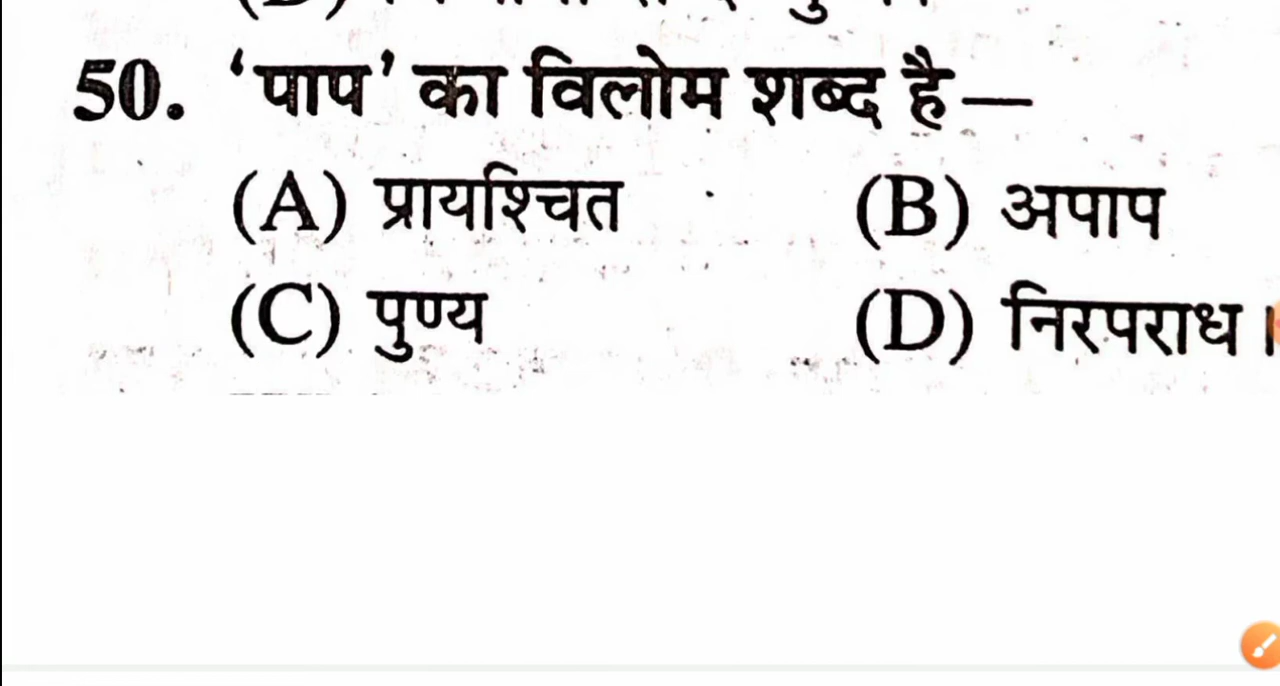 50. ‘पाप’ का विलोम शब्द है—
(A) प्रायश्चित (B) अपाप
(C) पुण्य (D) निरपराध।